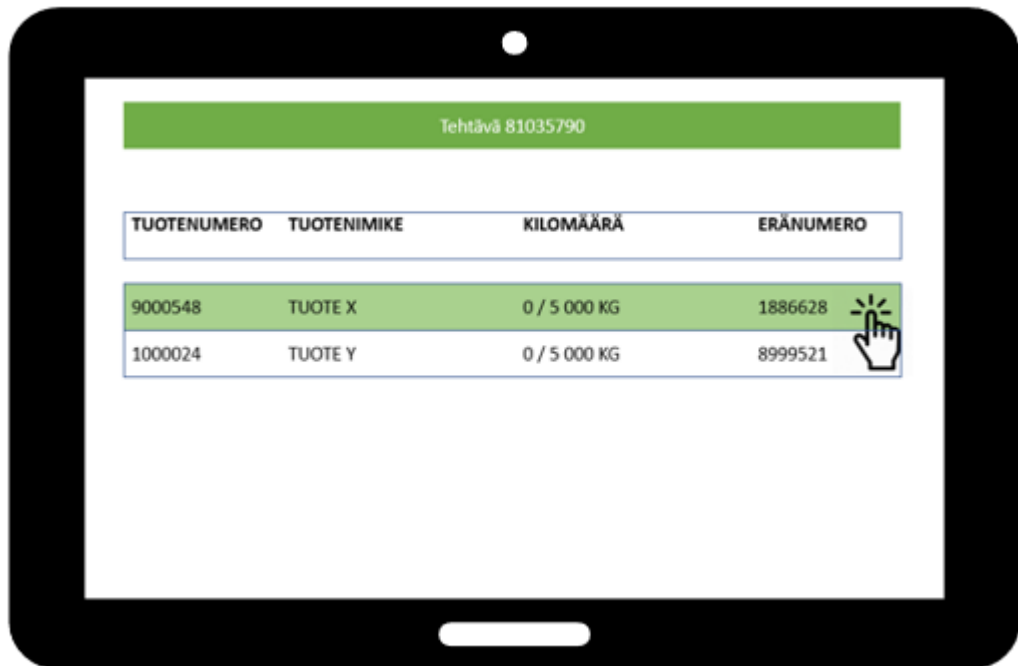 Tehtävä 81035790
TUOTENUMERO TUOTENIMIKE KILOMÄÄRÄ ERÄNUMERO
9000548 TUOTE X 0 / 5 000 KG 1886628
1000024 TUOTE Y 0 / 5 000 KG 8999521